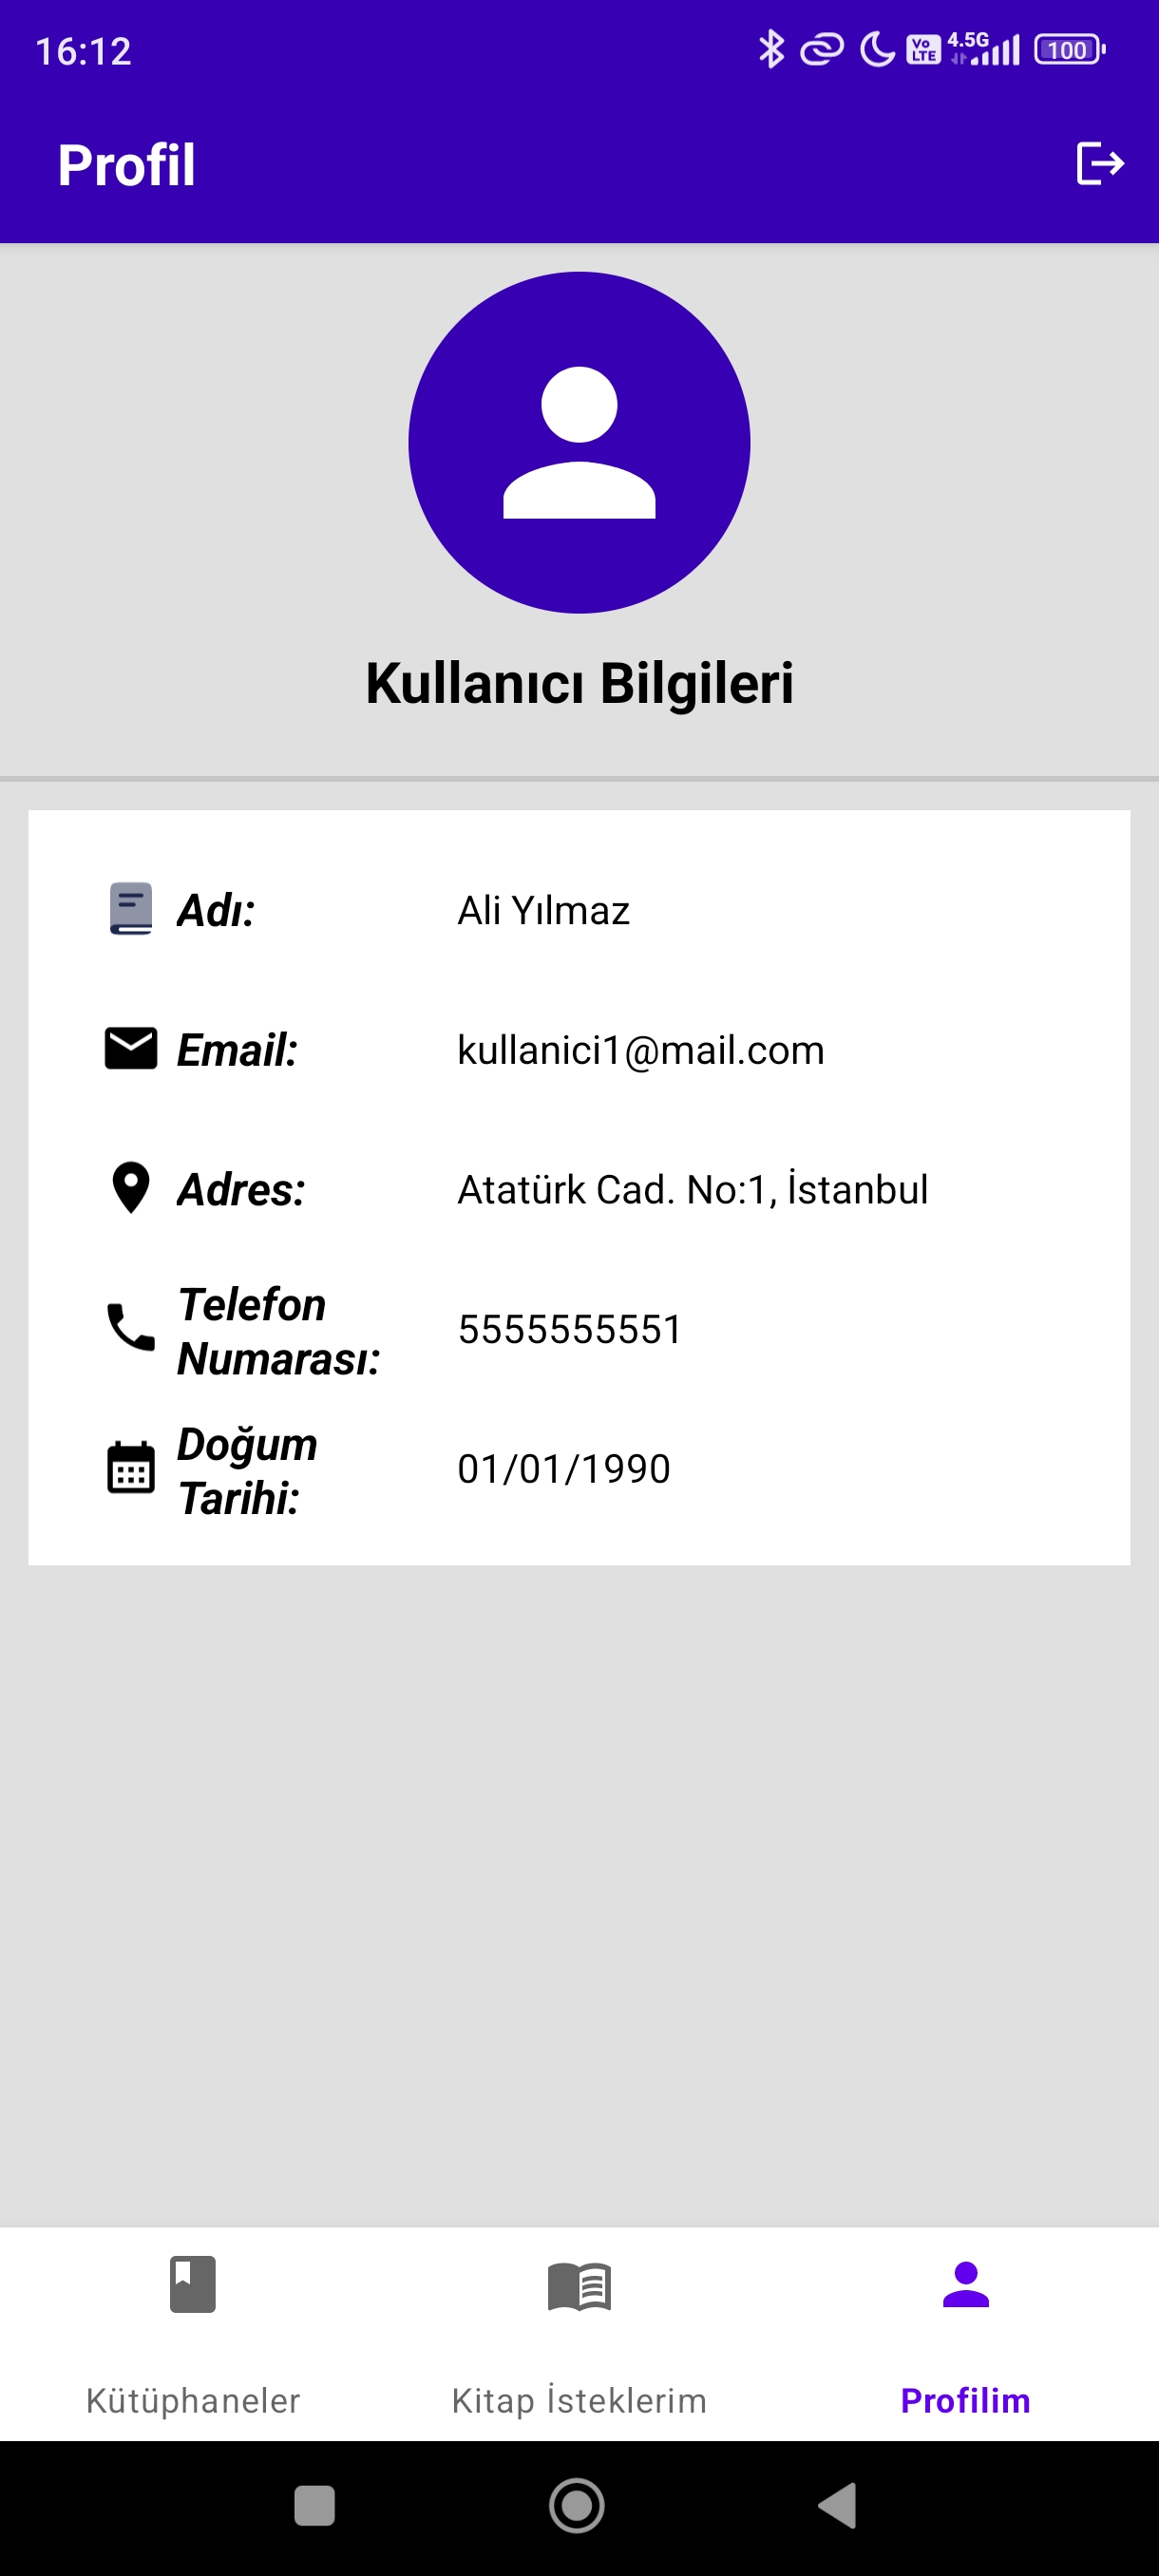 16:12
Vo LTE 4.5G 100
Profil
Kullanıcı Bilgileri
Adı: Ali Yılmaz
Email: kullanici1@mail.com
Adres: Atatürk Cad. No:1, İstanbul
Telefon
Numarası: 5555555551
Doğum
Tarihi: 01/01/1990
Kütüphaneler Kitap İsteklerim Profilim